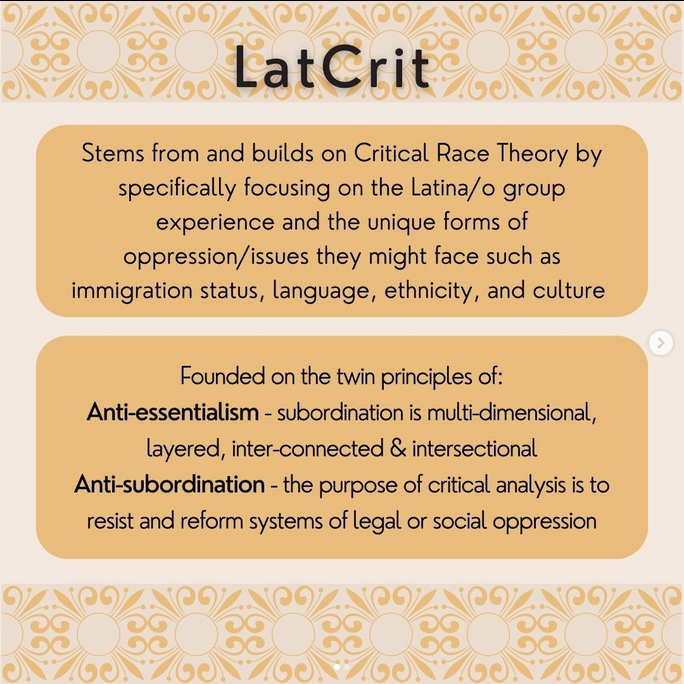 LatCrit
Stems from and builds on Critical Race Theory by
specifically focusing on the Latina/o group
experience and the unique forms of
oppression/issues they might face such as
immigration status, language, ethnicity, and culture
Founded on the twin principles of:
Anti-essentialism - subordination is multi-dimensional,
layered, inter-connected & intersectional
Anti-subordination - the purpose of critical analysis is to
resist and reform systems of legal or social oppression